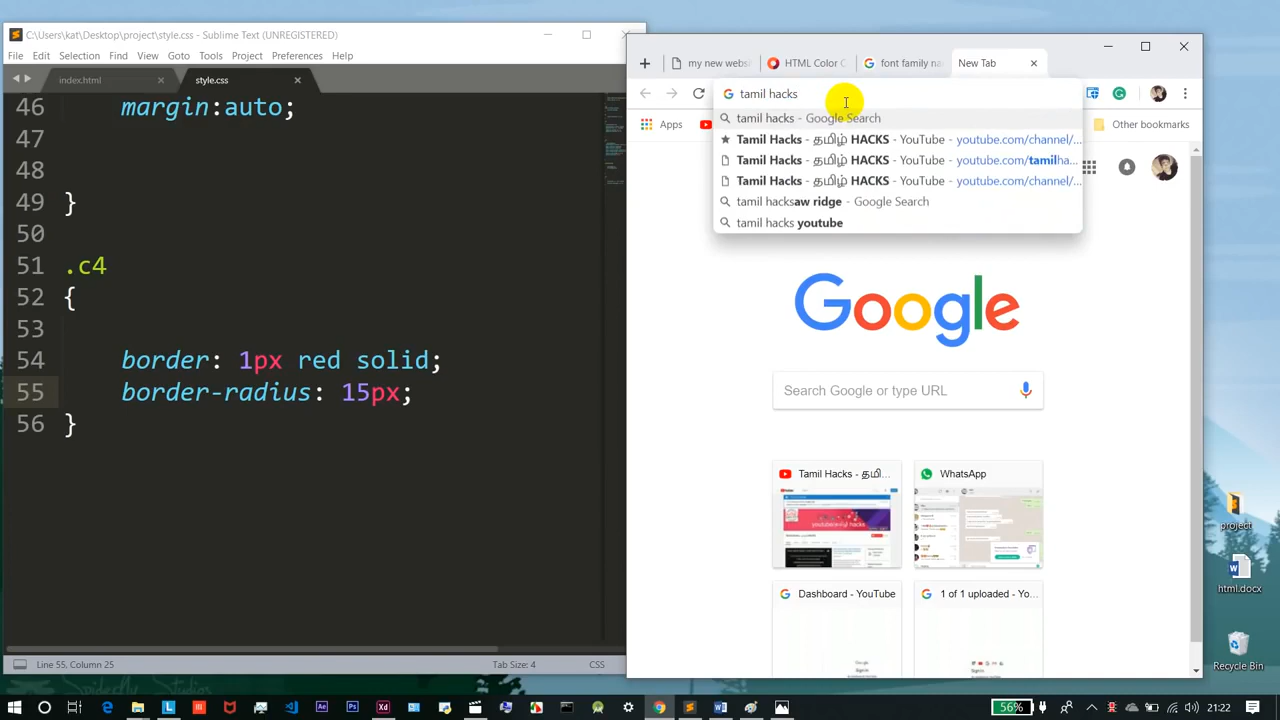 C:\Users\kat\Desktop\project\style.css - Sublime Text (UNREGISTERED)
File Edit Selection Find View Goto Tools Project Preferences Help
index.html
style.css
46 margin:auto;
47
48
49 }
50
51 .c4
52 {
53
54 border: 1px red solid;
55 border-radius: 15px;
56 }
Line 55, Column 25
Tab Size: 4
CSS
my new webs
HTML Color C
font family na
New Tab
tamil hacks
tamil hacks - Google Search
Tamil Hacks - தமிழ் HACKS - YouTube - youtube.com/channel/...
Tamil Hacks - தமிழ் HACKS - YouTube - youtube.com/tamilha...
Tamil Hacks - தமிழ் HACKS - YouTube - youtube.com/channel/...
tamil hacksaw ridge - Google Search
tamil hacks youtube
Apps
Other bookmarks
Google
Search Google or type URL
Tamil Hacks - தமி...
WhatsApp
Dashboard - YouTube
1 of 1 uploaded - Yo...
project
html.docx
Recycle Bin
56%
21:22